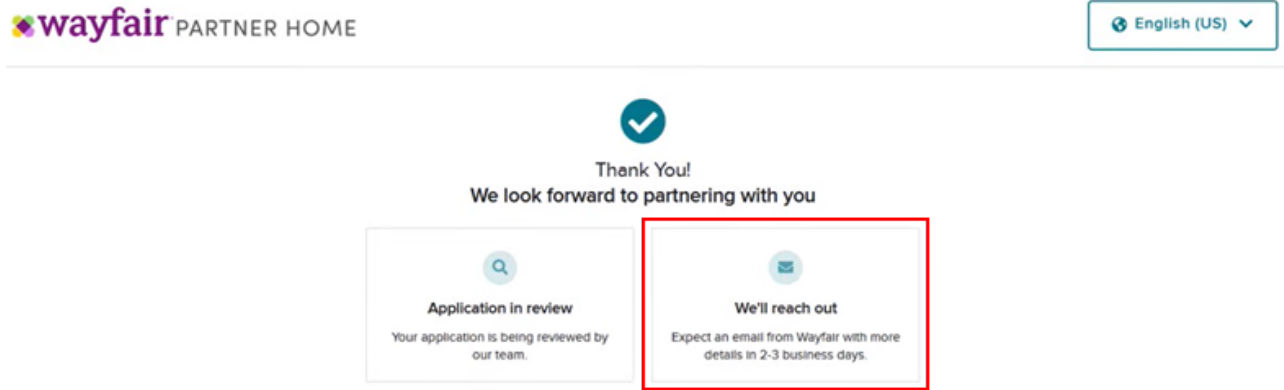 wayfair PARTNER HOME
English (US)
Thank You!
We look forward to partnering with you
Application in review
Your application is being reviewed by
our team.
We'll reach out
Expect an email from Wayfair with more
details in 2-3 business days.